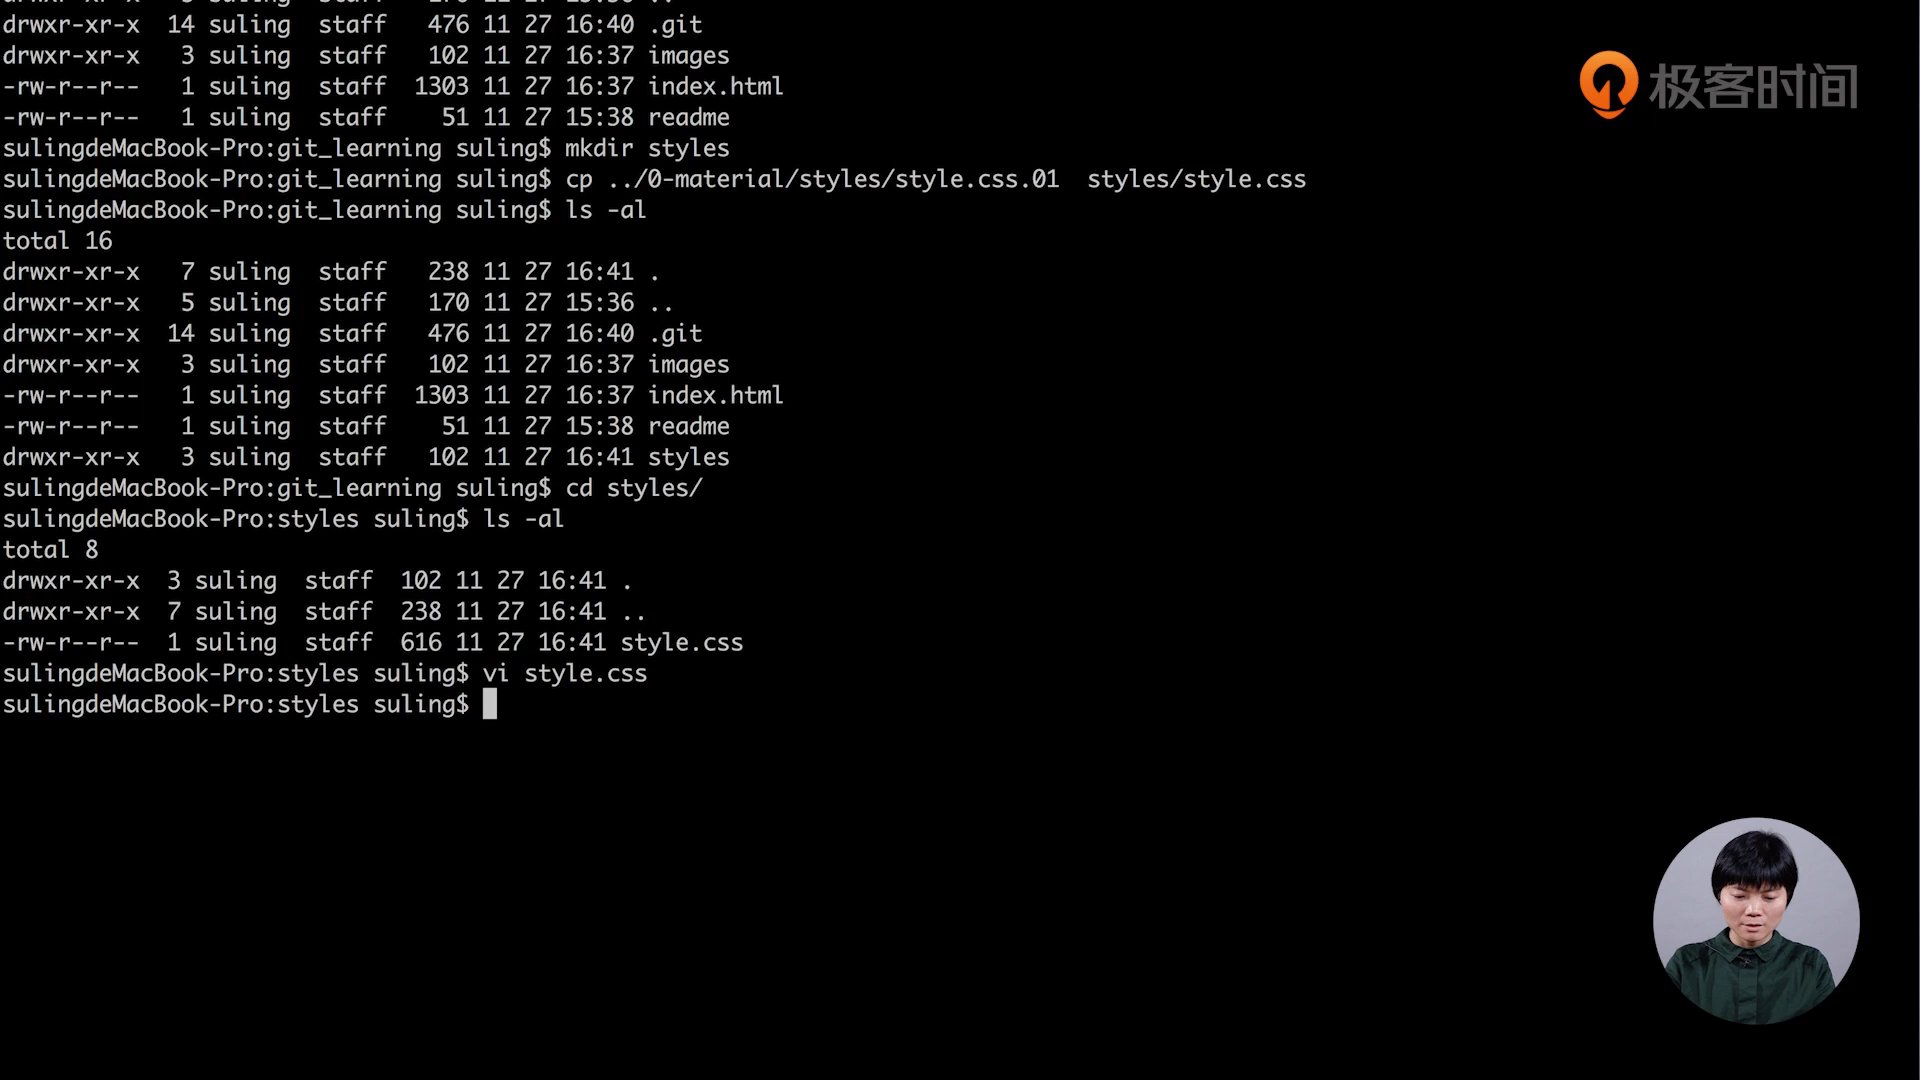 drwxr-xr-x  14 suling  staff   476 11 27 16:40 .git
drwxr-xr-x   3 suling  staff   102 11 27 16:37 images
-rw-r--r--   1 suling  staff  1303 11 27 16:37 index.html
-rw-r--r--   1 suling  staff    51 11 27 15:38 readme
sulingdeMacBook-Pro:git_learning suling$ mkdir styles
sulingdeMacBook-Pro:git_learning suling$ cp ../0-material/styles/style.css.01  styles/style.css
sulingdeMacBook-Pro:git_learning suling$ ls -al
total 16
drwxr-xr-x   7 suling  staff   238 11 27 16:41 .
drwxr-xr-x   5 suling  staff   170 11 27 15:36 ..
drwxr-xr-x  14 suling  staff   476 11 27 16:40 .git
drwxr-xr-x   3 suling  staff   102 11 27 16:37 images
-rw-r--r--   1 suling  staff  1303 11 27 16:37 index.html
-rw-r--r--   1 suling  staff    51 11 27 15:38 readme
drwxr-xr-x   3 suling  staff   102 11 27 16:41 styles
sulingdeMacBook-Pro:git_learning suling$ cd styles/
sulingdeMacBook-Pro:styles suling$ ls -al
total 8
drwxr-xr-x  3 suling  staff  102 11 27 16:41 .
drwxr-xr-x  7 suling  staff  238 11 27 16:41 ..
-rw-r--r--  1 suling  staff  616 11 27 16:41 style.css
sulingdeMacBook-Pro:styles suling$ vi style.css
sulingdeMacBook-Pro:styles suling$
极客时间